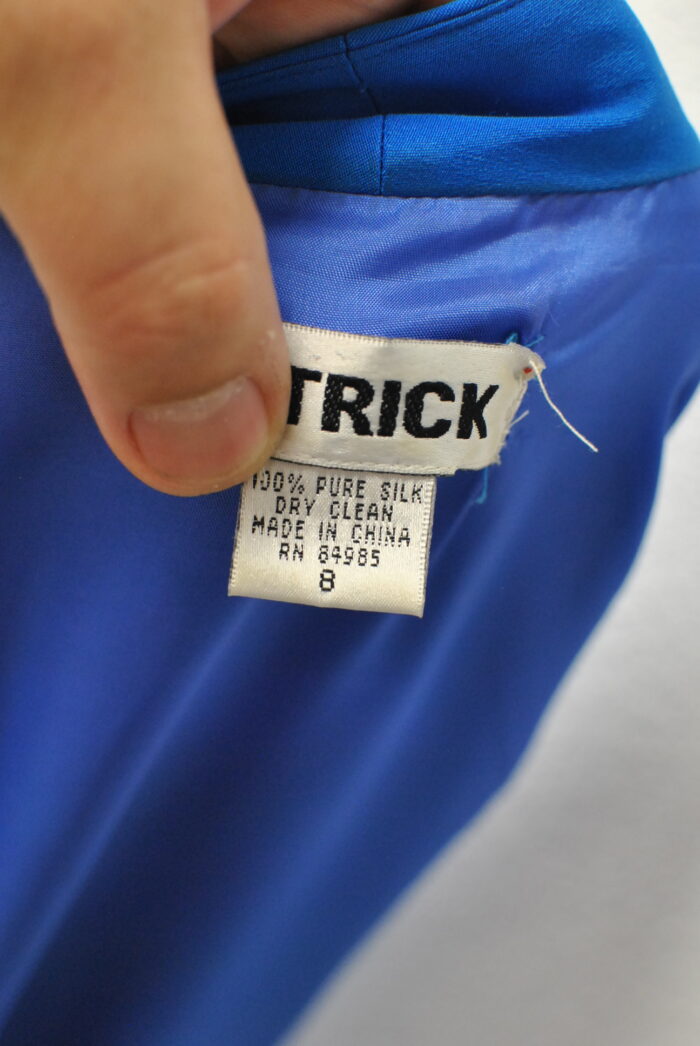 TRICK
100% PURE SILK
DRY CLEAN
MADE IN CHINA
RN 84985
8